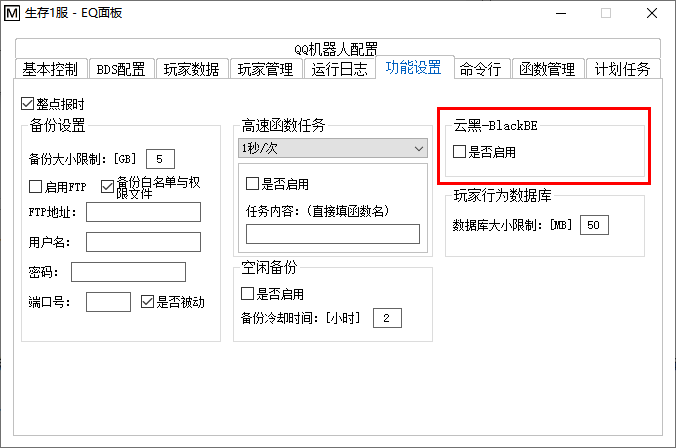 M 生存1服 - EQ面板
QQ机器人配置
基本控制 BDS配置 玩家数据 玩家管理 运行日志 功能设置 命令行 函数管理 计划任务
整点报时
备份设置
备份大小限制：[GB] 5
启用FTP 备份白名单与权限文件
FTP地址：
用户名：
密码：
端口号： 是否被动
高速函数任务
1秒/次
是否启用
任务内容：(直接填函数名)
空闲备份
是否启用
备份冷却时间：[小时] 2
云黑-BlackBE
是否启用
玩家行为数据库
数据库大小限制：[MB] 50